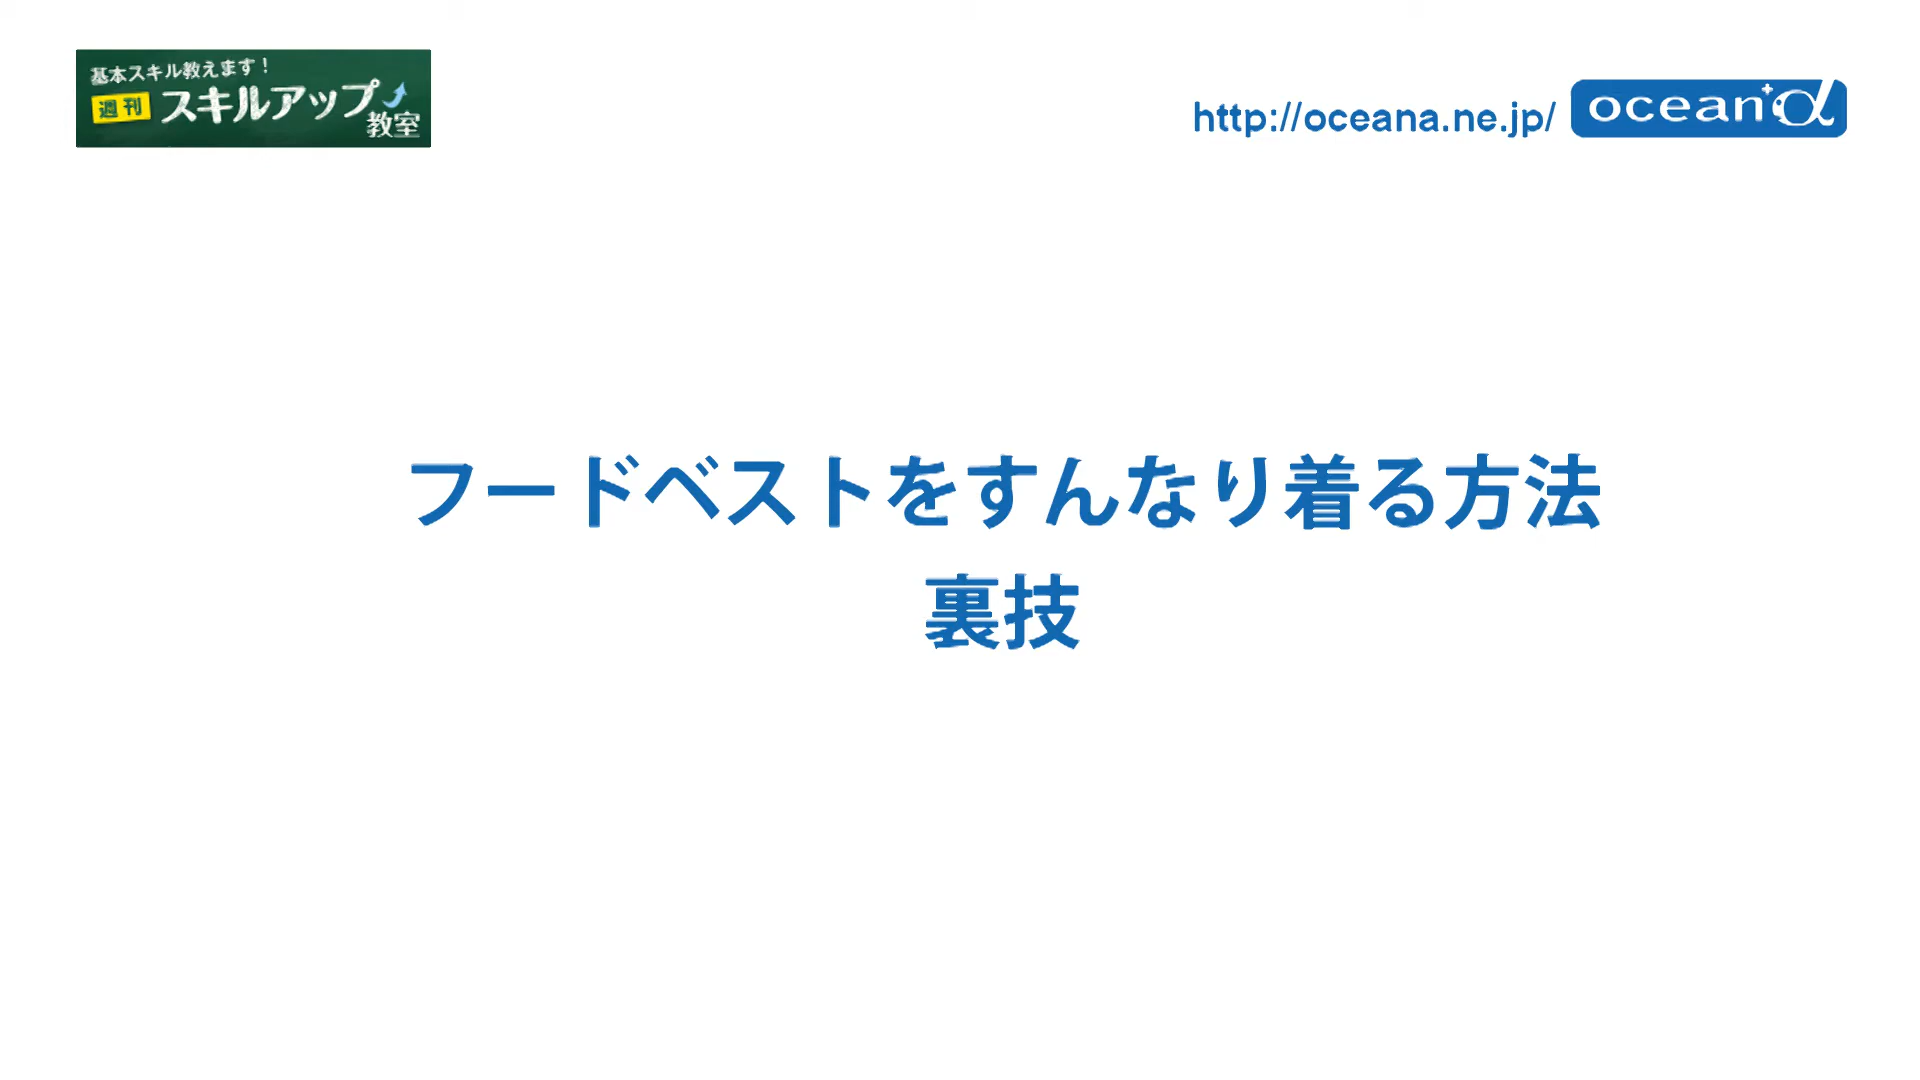 基本スキル教えます!
週刊 スキルアップ
教室
http://oceana.ne.jp/ ocean+α
フードベストをすんなり着る方法
裏技